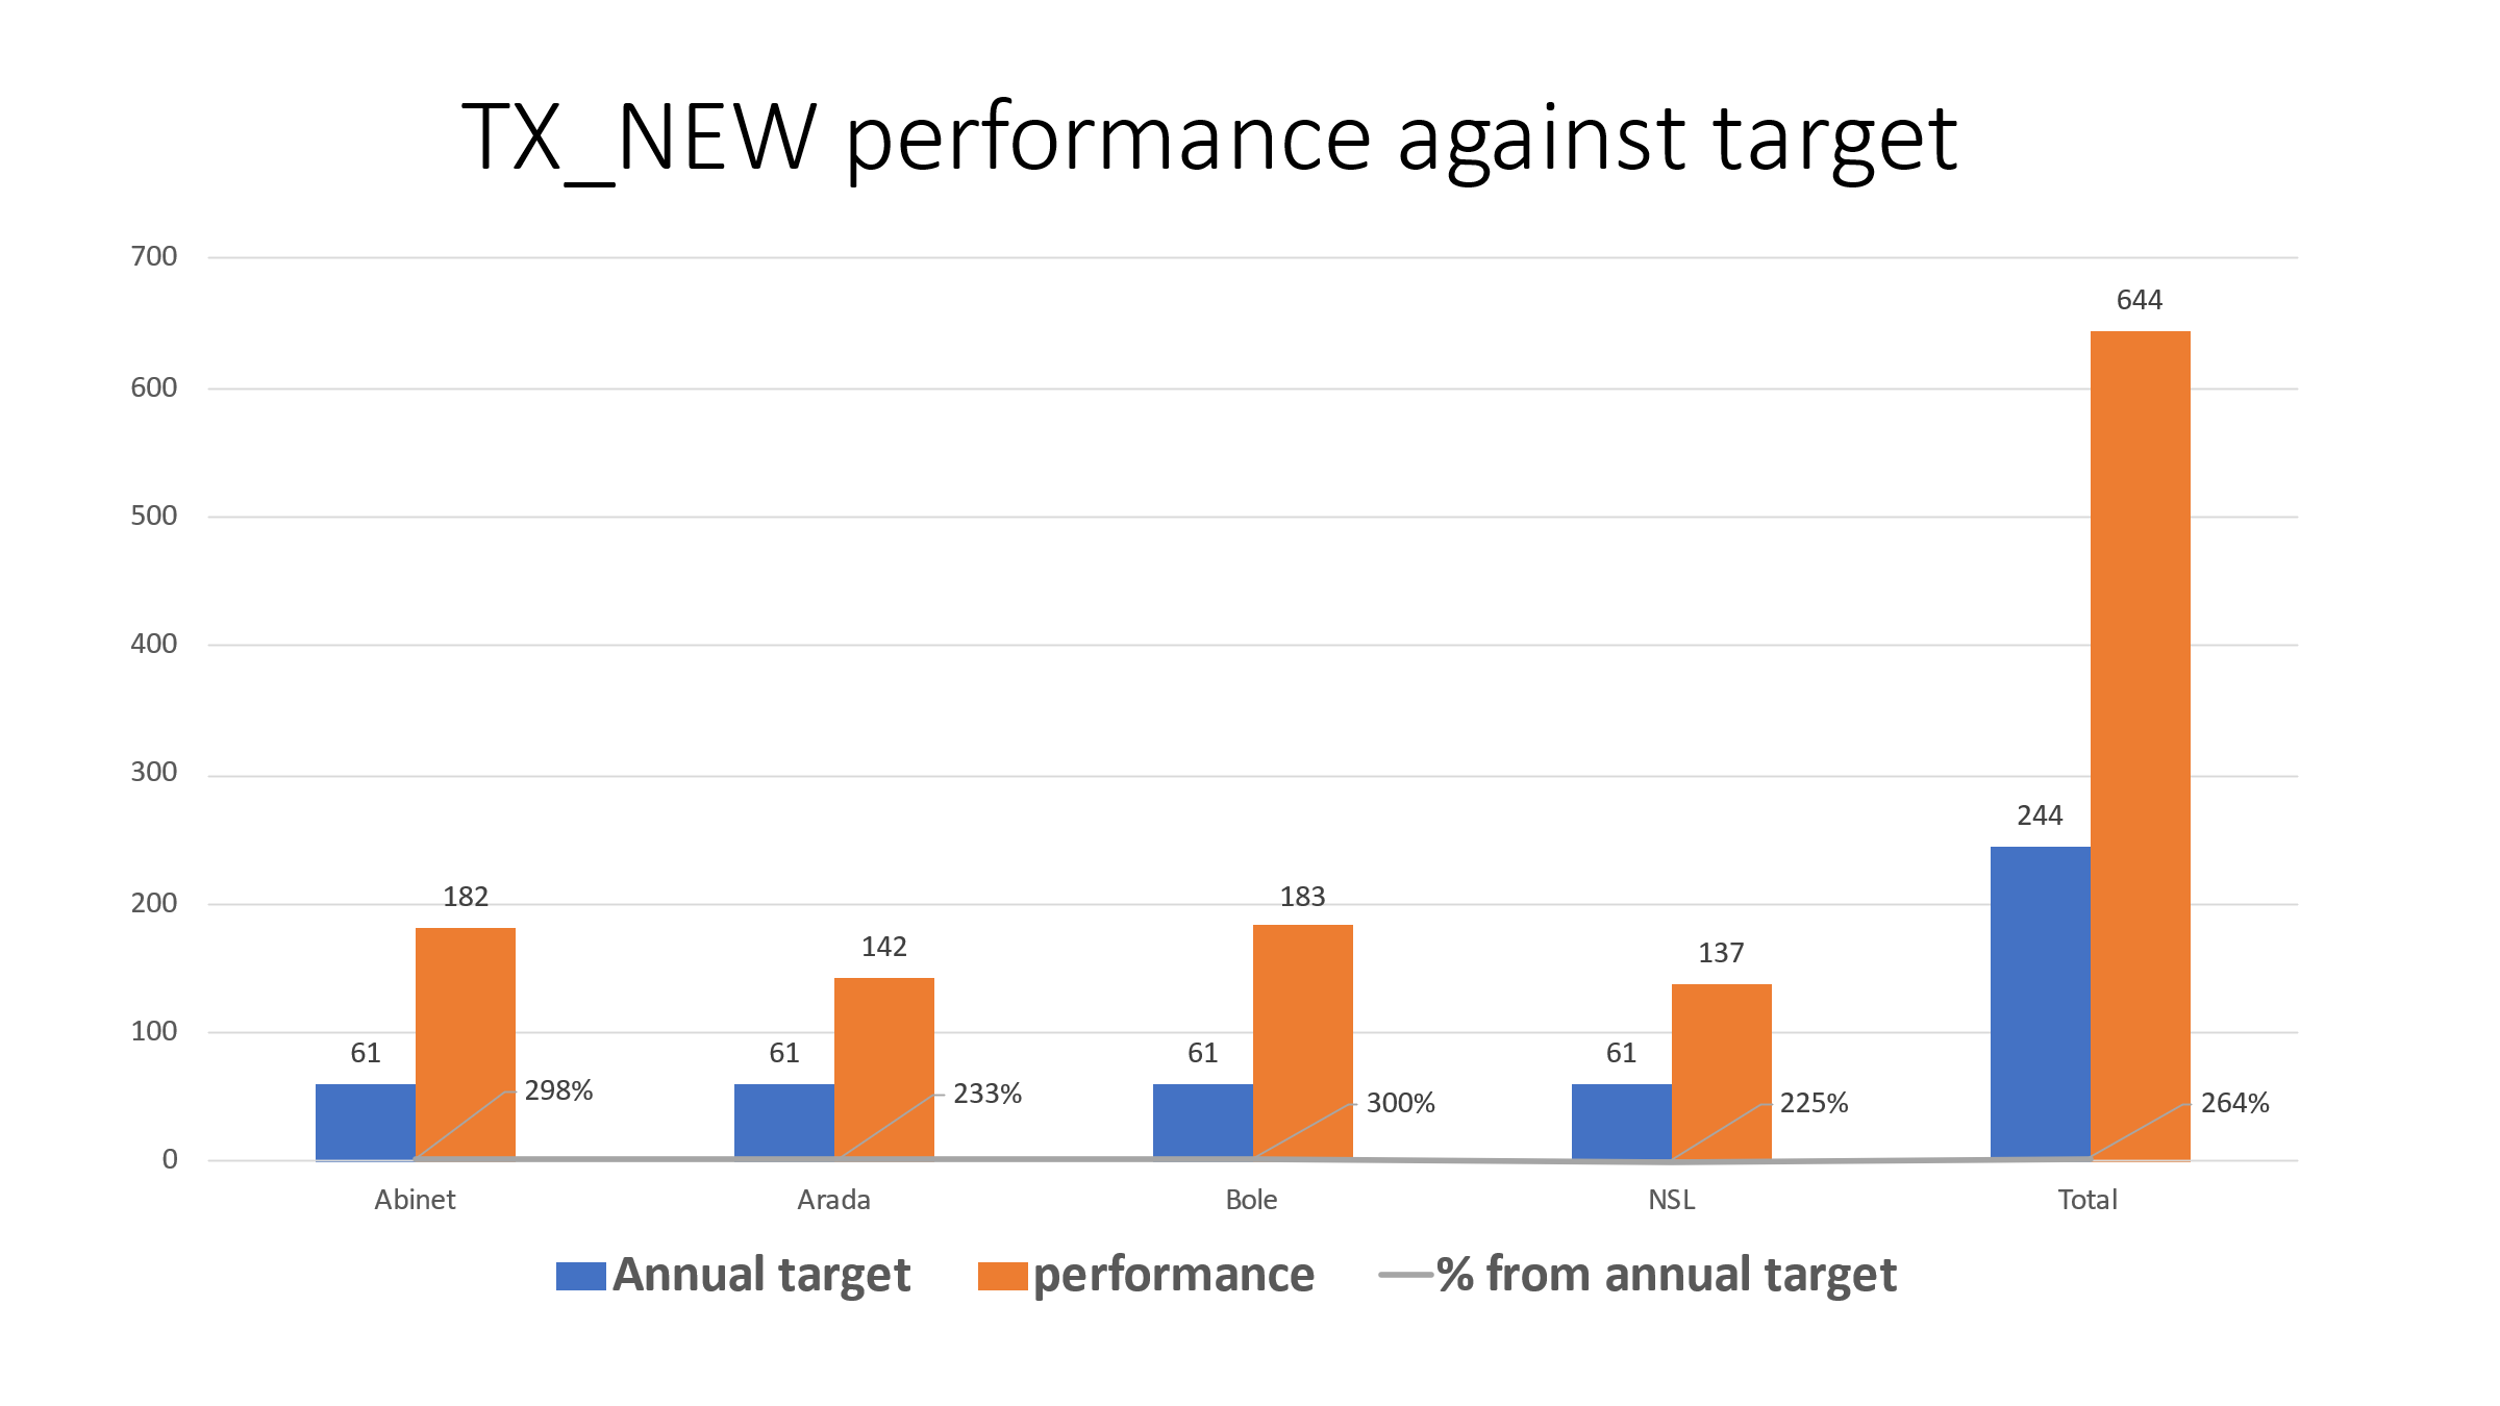 TX_NEW performance against target
700
600
500
400
300
200
100
0
644
244
182
142
183
137
61
61
61
61
298%
233%
300%
225%
264%
Abinet
Arada
Bole
NSL
Total
Annual target
performance
% from annual target